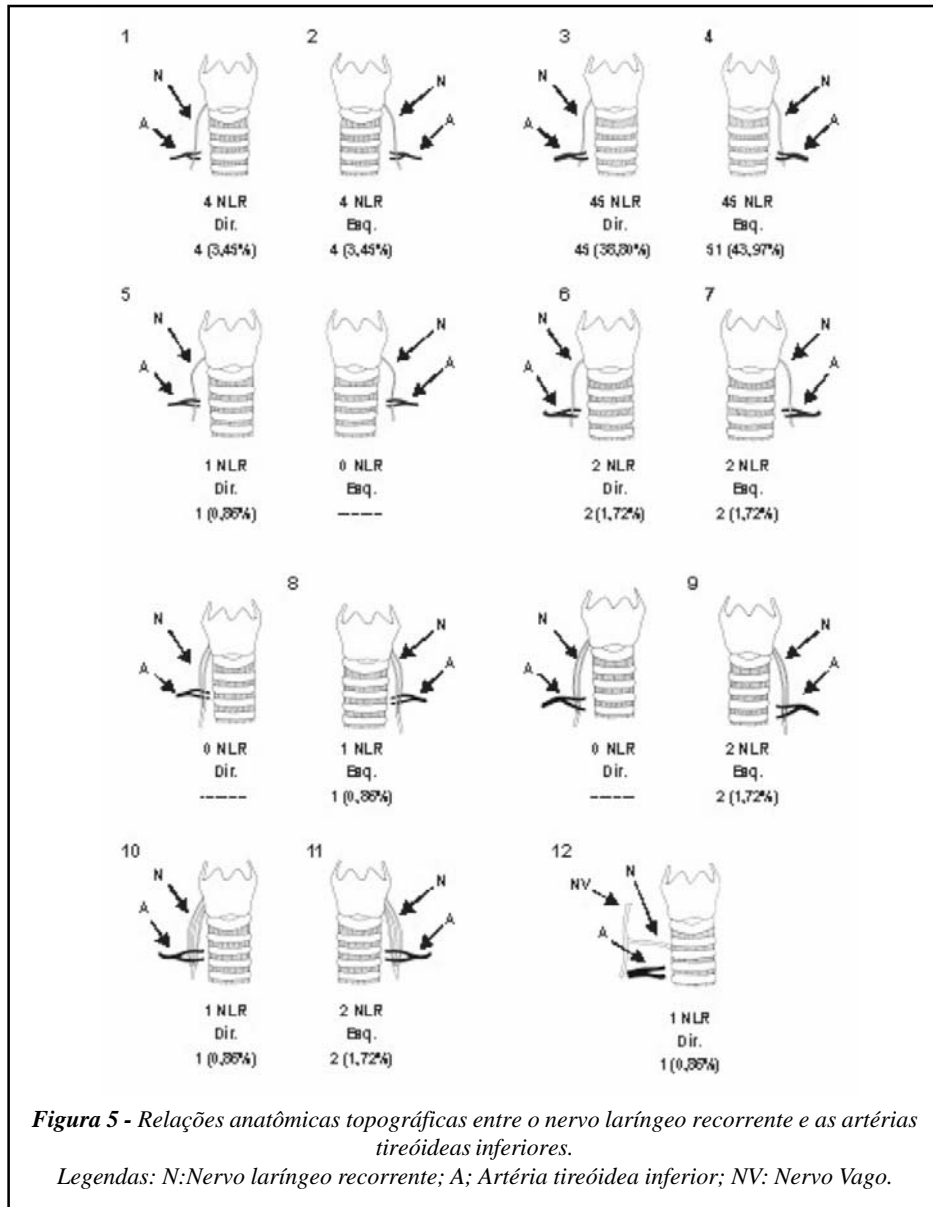 1 2 3 4
N N N N
A A A A
4 NLR 4 NLR 45 NLR 45 NLR
Dir. Esq. Dir. Esq.
4 (3,45%) 4 (3,45%) 45 (38,80%) 51 (43,97%)
5 6 7
N N N N
A A A A
1 NLR 0 NLR 2 NLR 2 NLR
Dir. Esq. Dir. Esq.
1 (0,86%) ------ 2 (1,72%) 2 (1,72%)
8 9
N N N N
A A A A
0 NLR 1 NLR 0 NLR 2 NLR
Dir. Esq. Dir. Esq.
------ 1 (0,86%) ------ 2 (1,72%)
10 11 12
N N NV N
A A A
1 NLR 2 NLR 1 NLR
Dir. Esq. Dir.
1 (0,86%) 2 (1,72%) 1 (0,86%)
Figura 5 - Relações anatômicas topográficas entre o nervo laríngeo recorrente e as artérias
tireóideas inferiores.
Legendas: N:Nervo laríngeo recorrente; A; Artéria tireóidea inferior; NV: Nervo Vago.